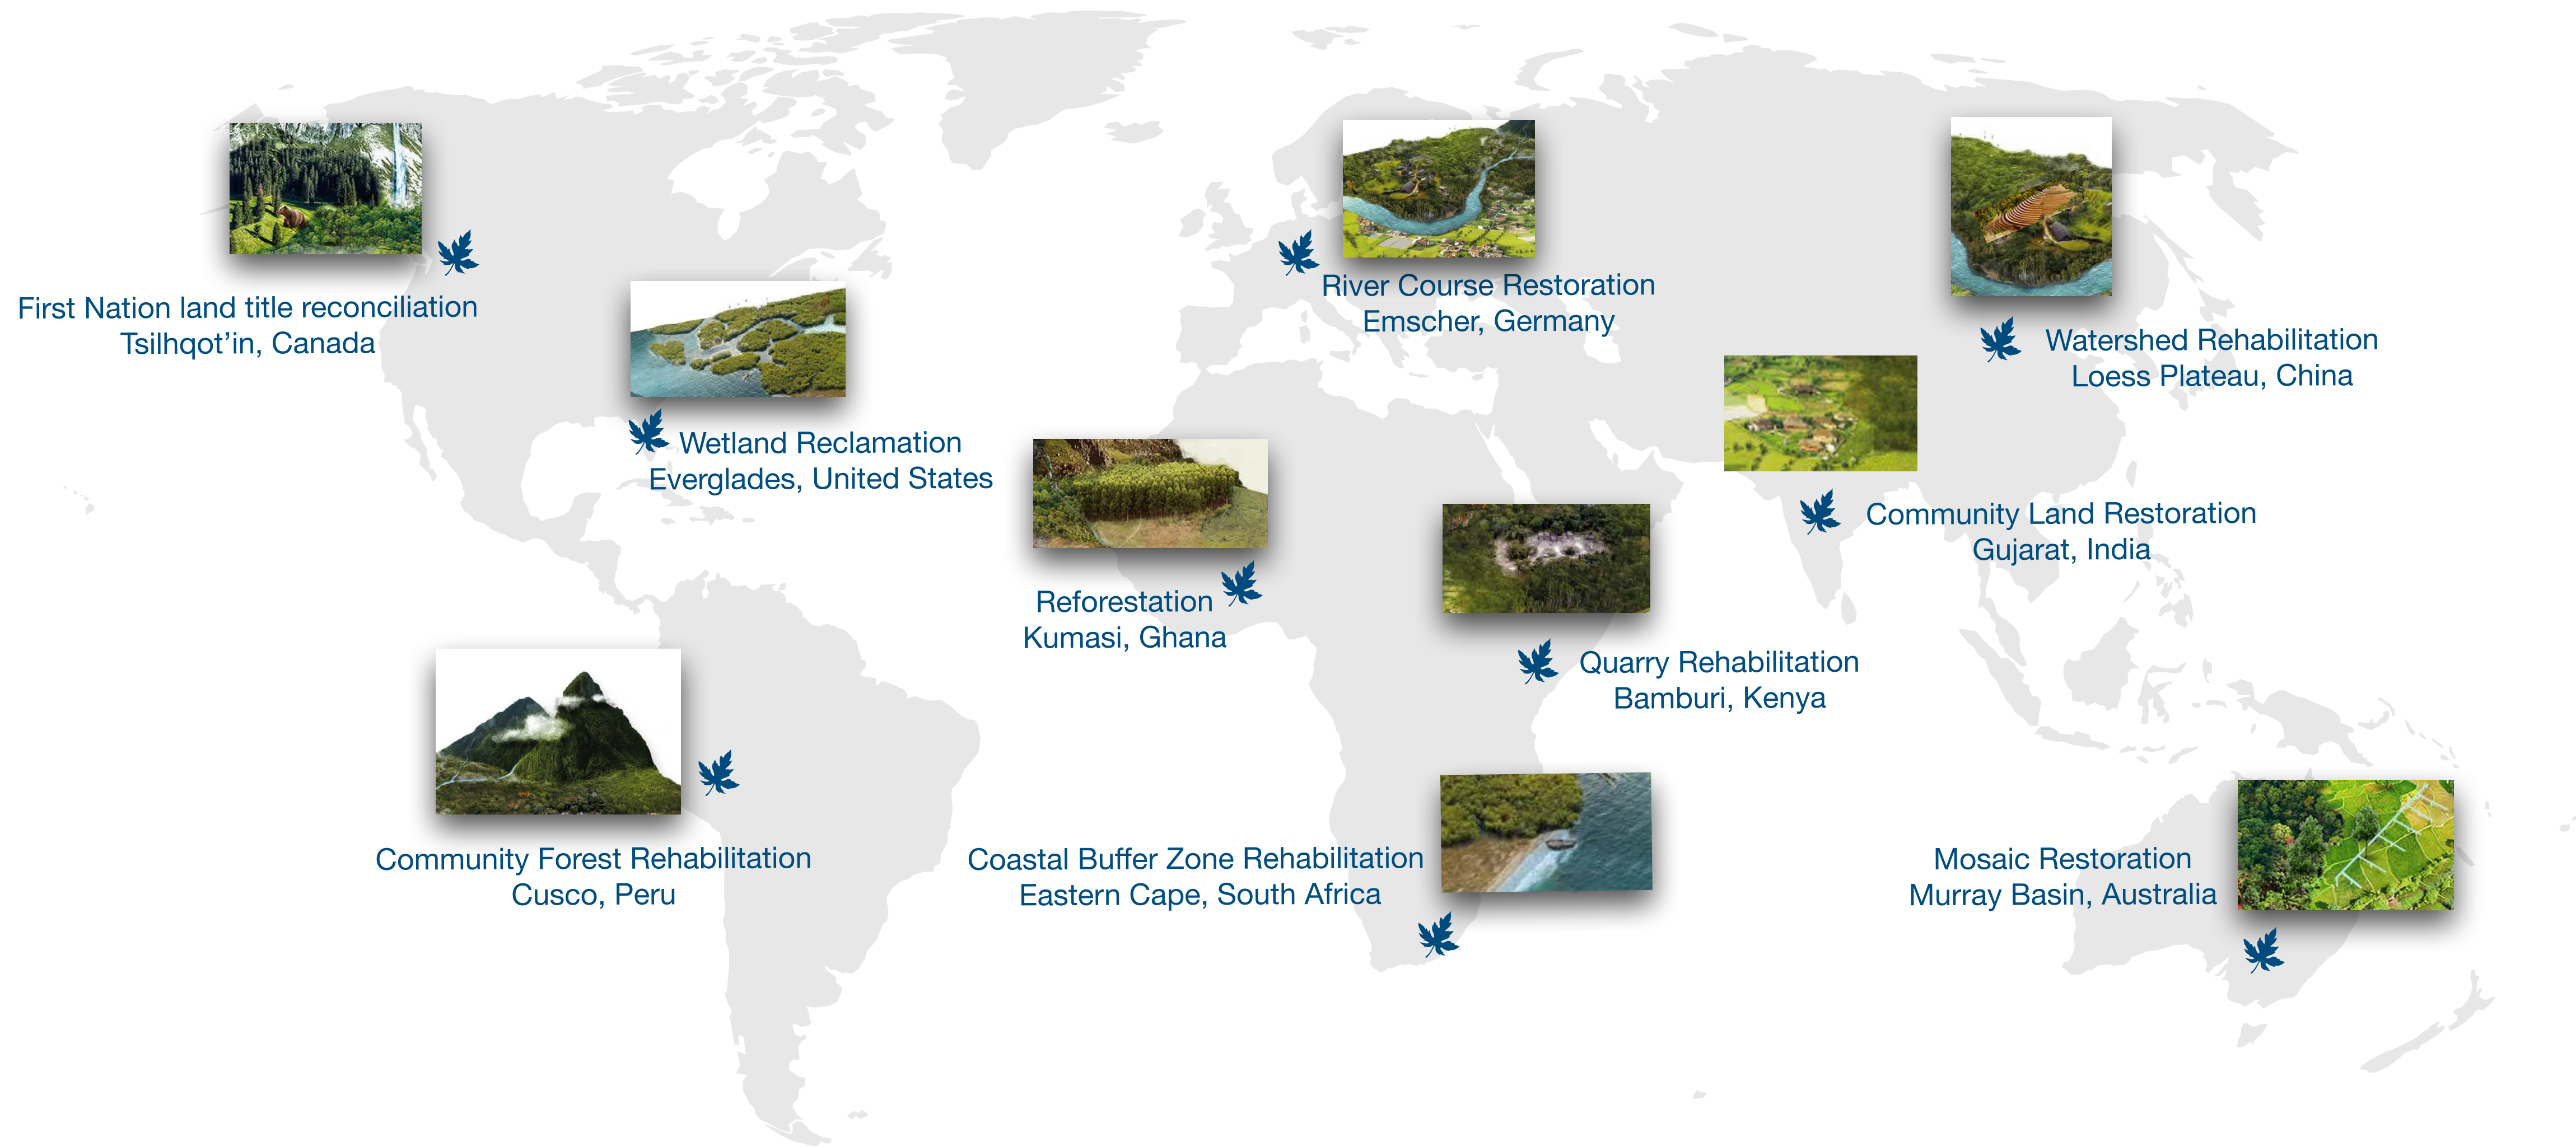 First Nation land title reconciliation
Tsilhqot’in, Canada
River Course Restoration
Emscher, Germany
Watershed Rehabilitation
Loess Plateau, China
Wetland Reclamation
Everglades, United States
Community Land Restoration
Gujarat, India
Reforestation
Kumasi, Ghana
Quarry Rehabilitation
Bamburi, Kenya
Community Forest Rehabilitation
Cusco, Peru
Coastal Buffer Zone Rehabilitation
Eastern Cape, South Africa
Mosaic Restoration
Murray Basin, Australia